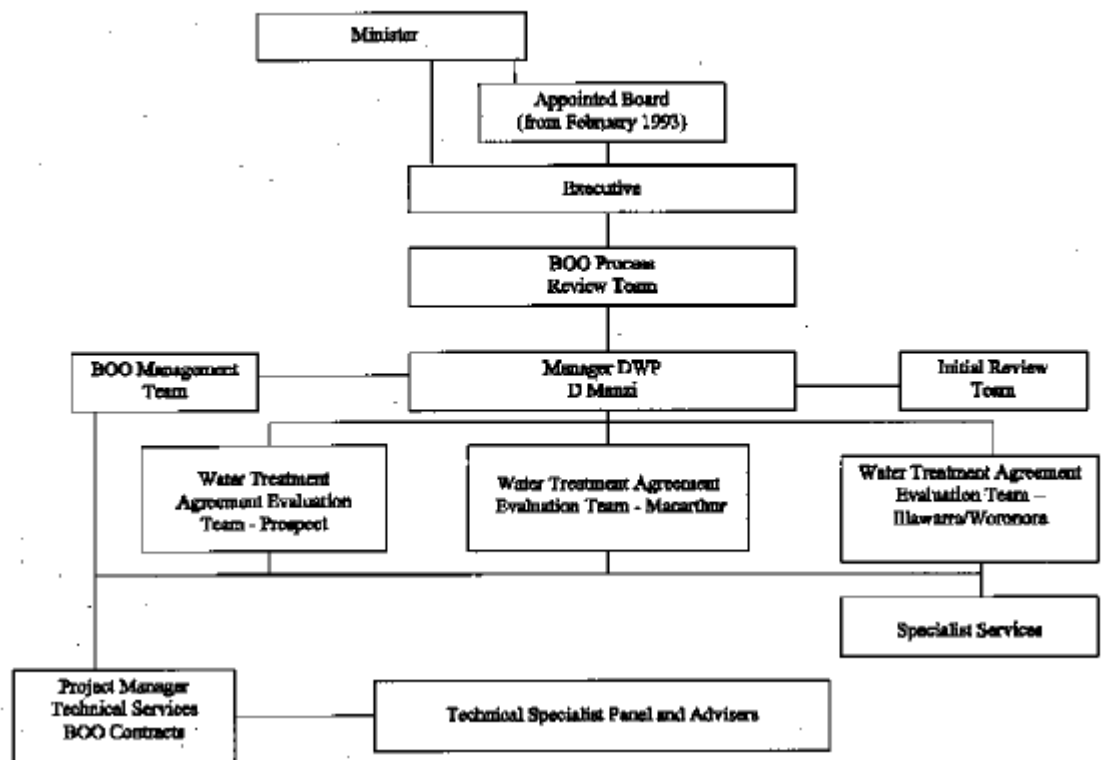 Minister
Appointed Board
(from February 1993)
Executive
BOO Process
Review Team
BOO Management
Team
Manager DWP
D Manzi
Initial Review
Team
Water Treatment
Agreement Evaluation
Team - Prospect
Water Treatment Agreement
Evaluation Team - Macarthur
Water Treatment Agreement
Evaluation Team –
Illawarra/Woronora
Specialist Services
Project Manager
Technical Services
BOO Contracts
Technical Specialist Panel and Advisers